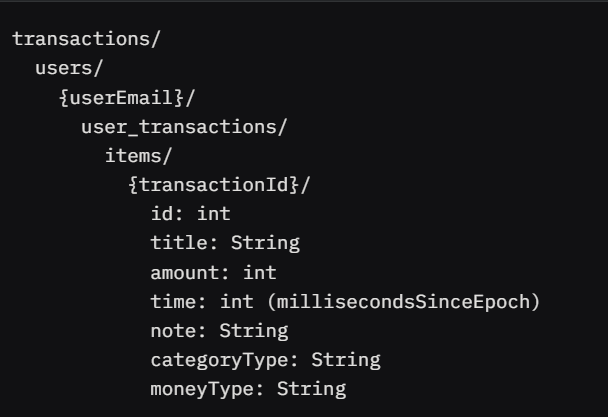 transactions/
users/
{userEmail}/
user_transactions/
items/
{transactionId}/
id: int
title: String
amount: int
time: int (millisecondsSinceEpoch)
note: String
categoryType: String
moneyType: String